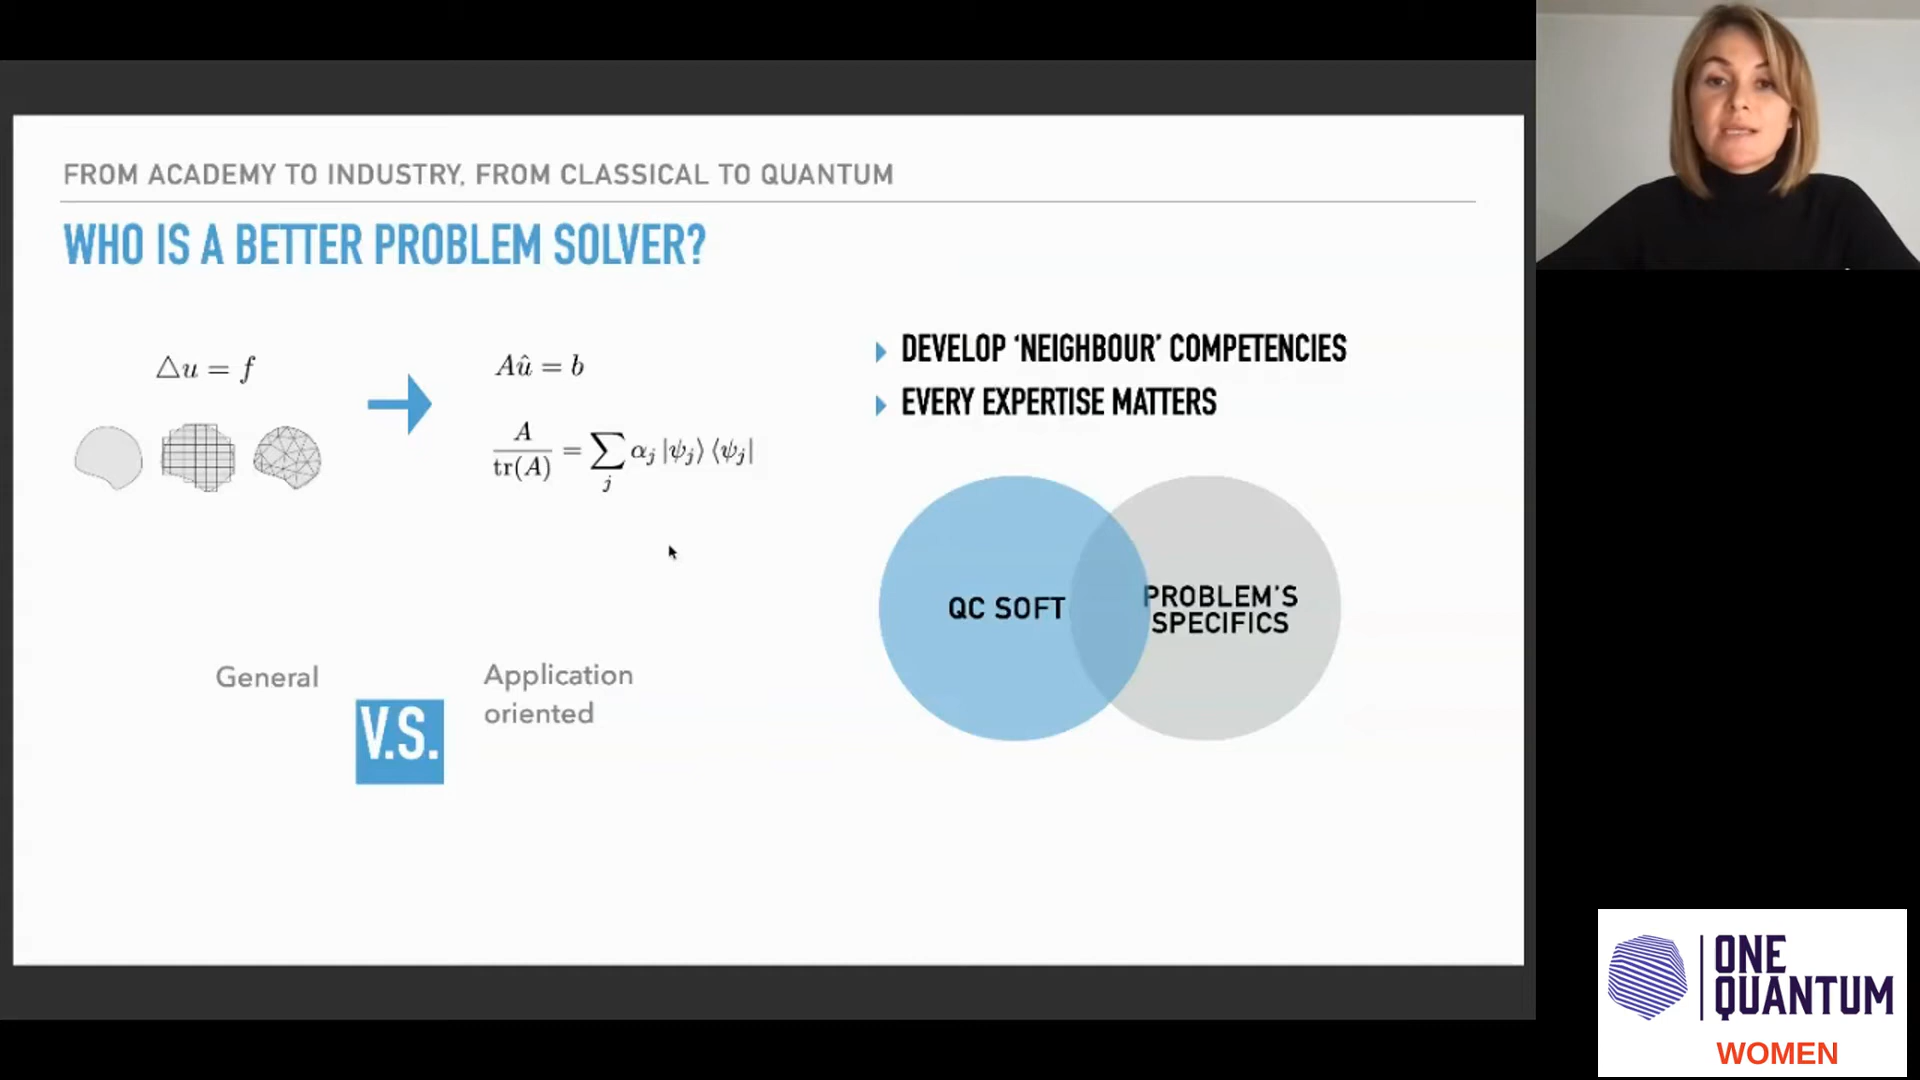 FROM ACADEMY TO INDUSTRY, FROM CLASSICAL TO QUANTUM
WHO IS A BETTER PROBLEM SOLVER?
△u = f
Aû = b
A/tr(A) = ∑_j α_j |ψ_j⟩ ⟨ψ_j|
General
V.S.
Application
oriented
DEVELOP ‘NEIGHBOUR’ COMPETENCIES
EVERY EXPERTISE MATTERS
QC SOFT
PROBLEM’S
SPECIFICS
ONE
QUANTUM
WOMEN